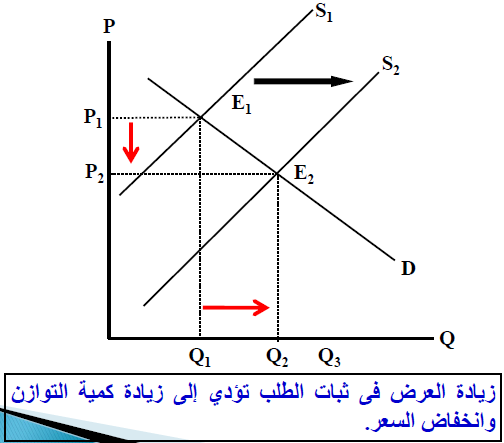 S1
P
S2
E1
P1
P2
E2
D
Q
Q1 Q2 Q3
زيادة العرض فى ثبات الطلب تؤدي إلى زيادة كمية التوازن
وانخفاض السعر.